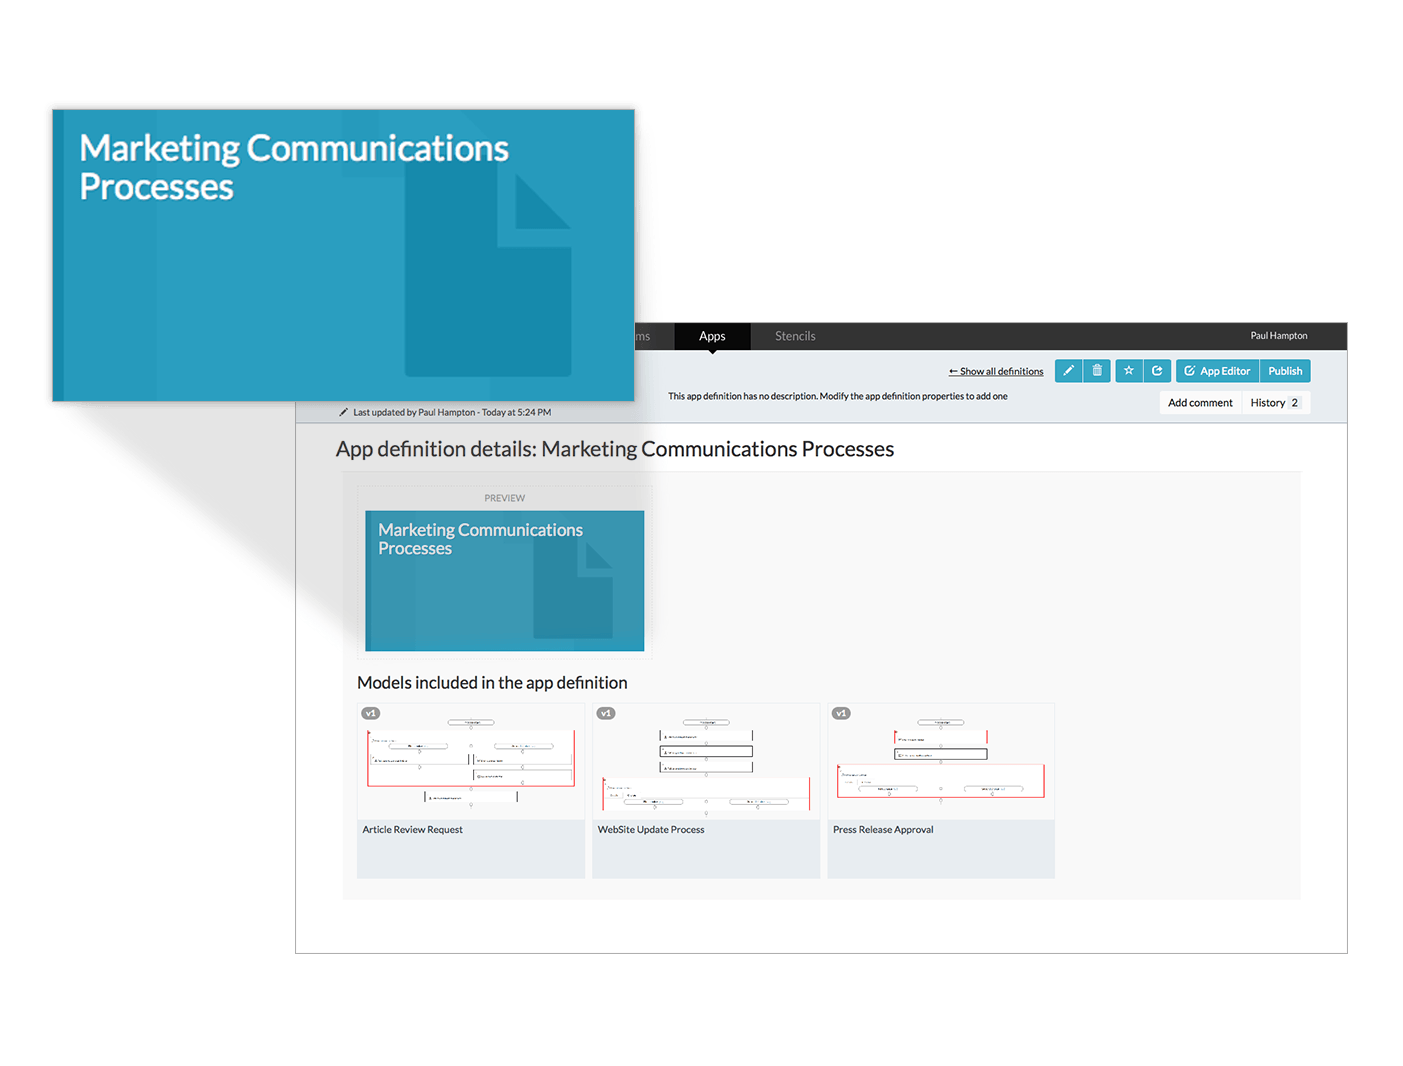 Marketing Communications
Processes
ms
Apps
Stencils
Paul Hampton
← Show all definitions
App Editor
Publish
This app definition has no description. Modify the app definition properties to add one
Add comment
History 2
Last updated by Paul Hampton - Today at 5:24 PM
App definition details: Marketing Communications Processes
PREVIEW
Marketing Communications
Processes
Models included in the app definition
v1
v1
v1
Article Review Request
WebSite Update Process
Press Release Approval